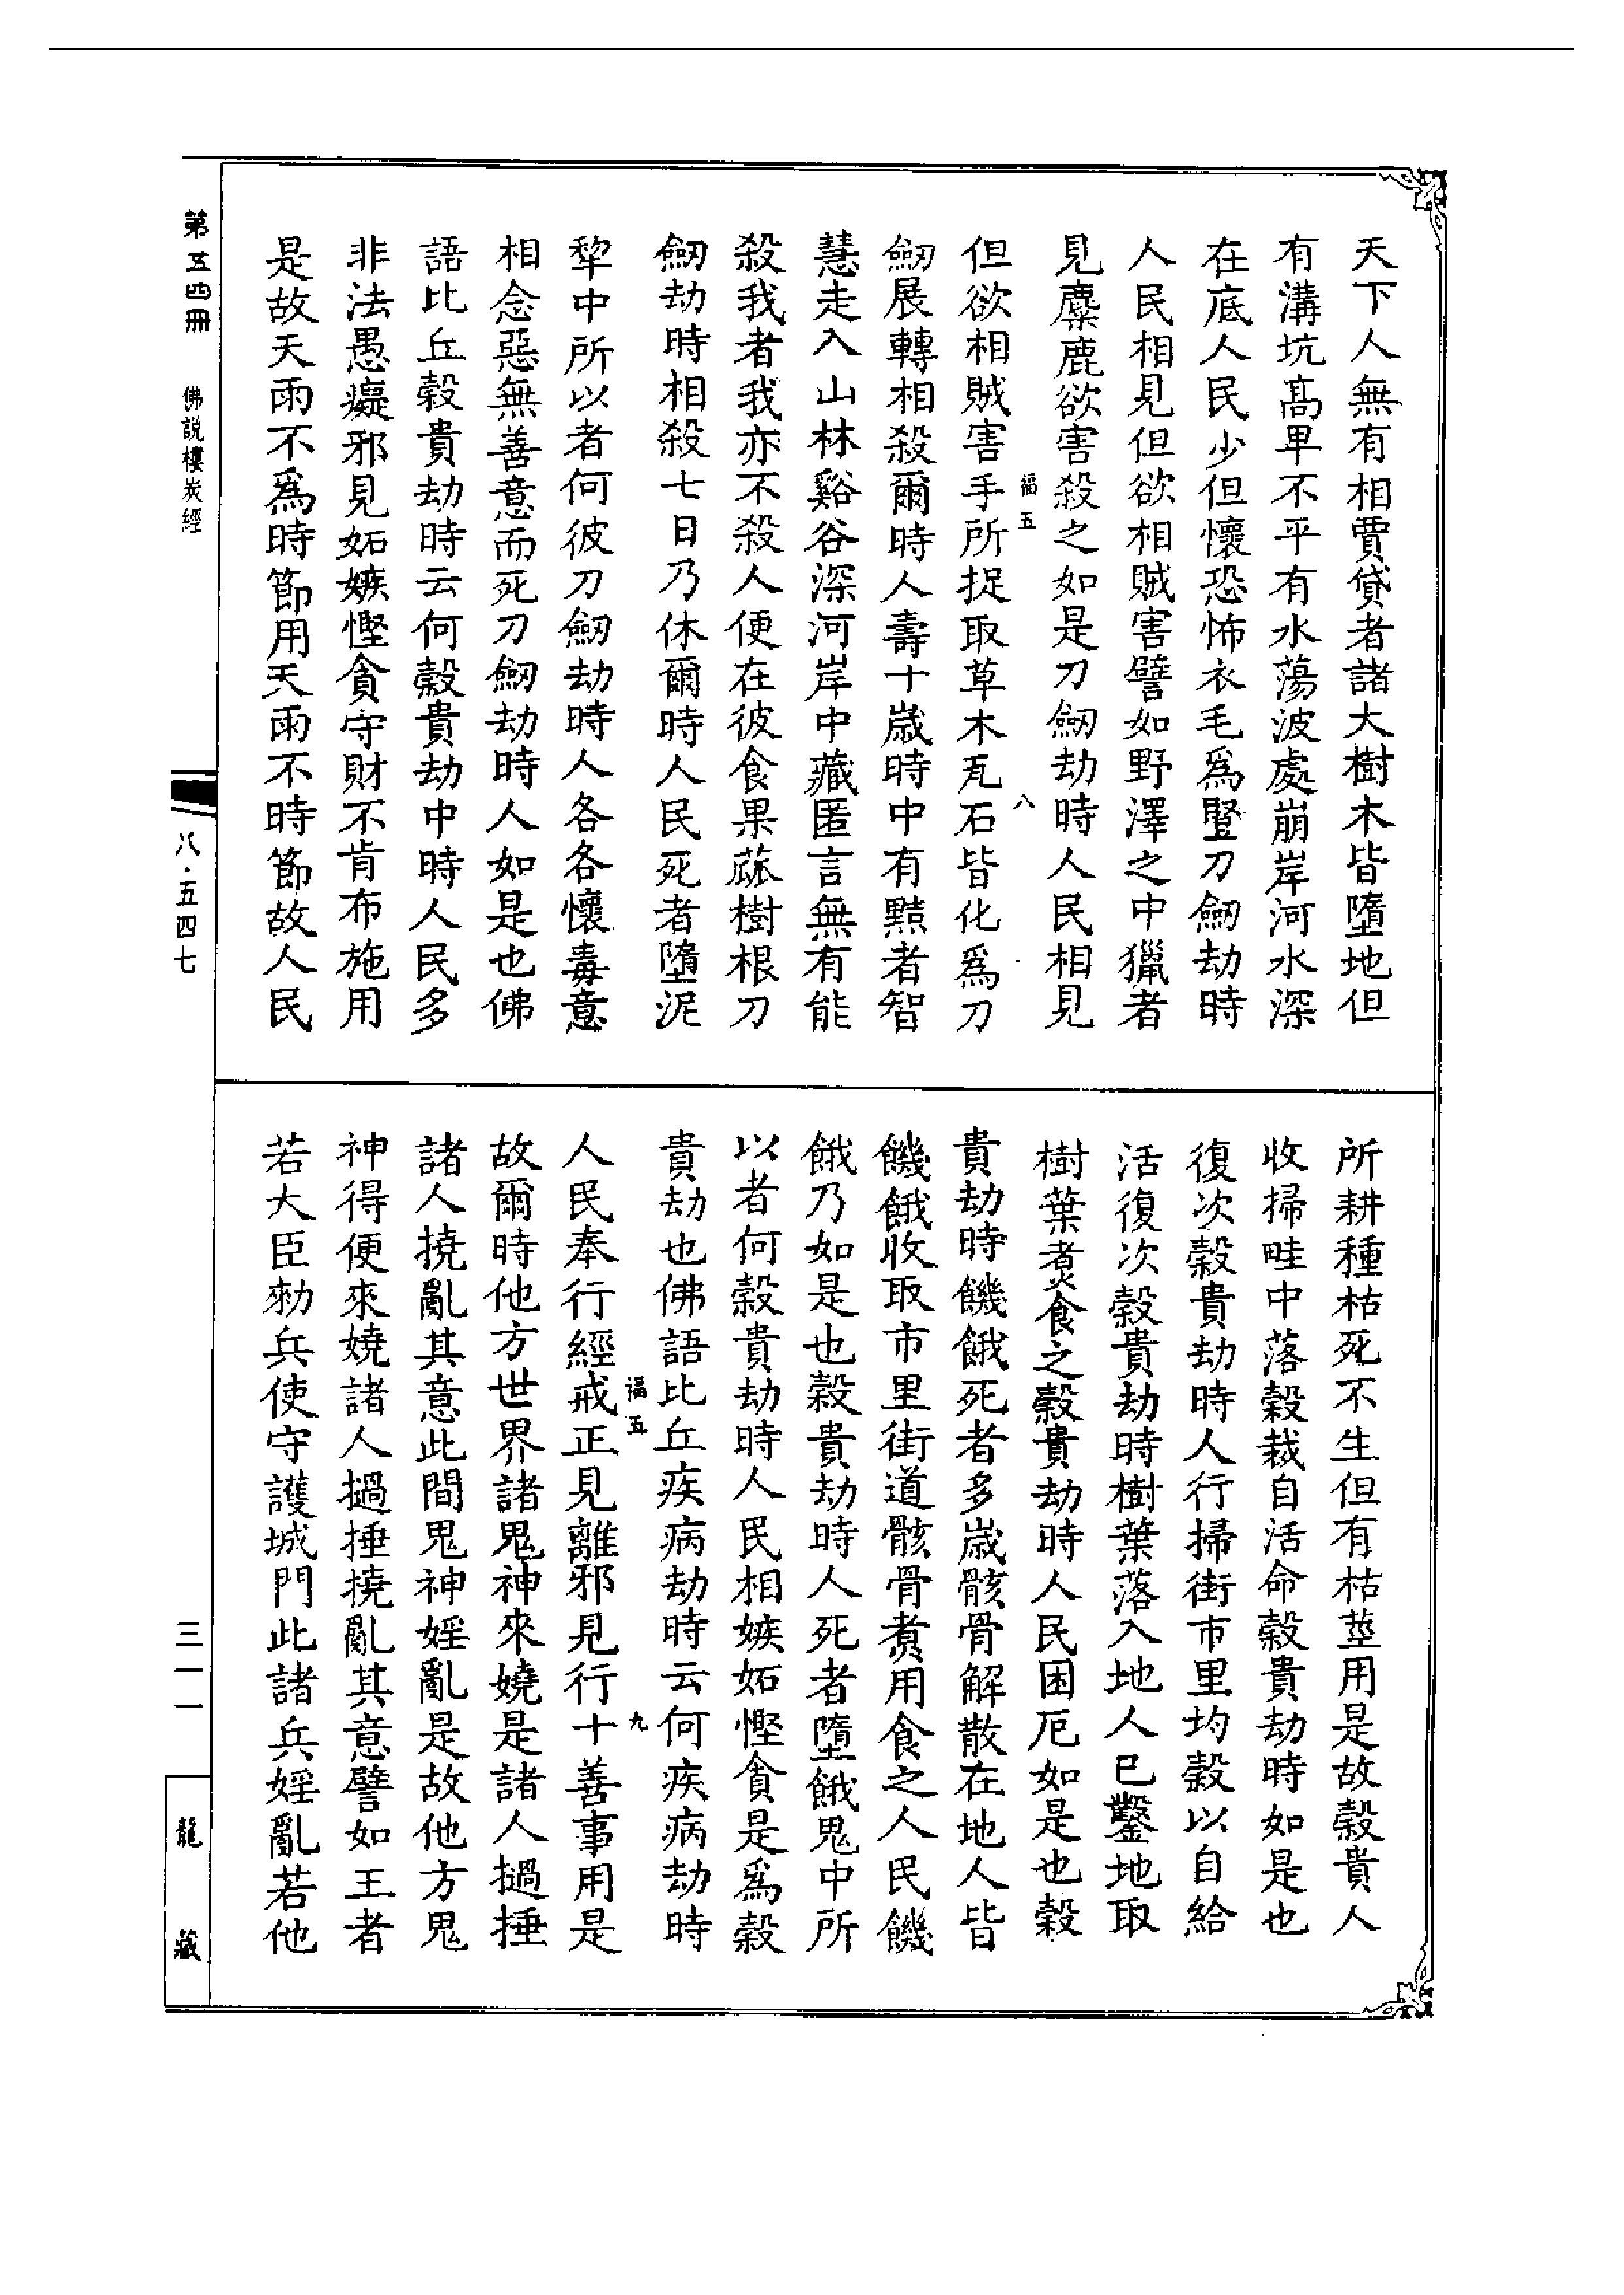 天下人無有相賈貸者諸大樹木皆墮地但
有溝坑髙早不平有水蕩波處崩岸河水深
在底人民少但懷恐怖衣毛爲豎刀劒劫時
人民相見但欲相賊害譬如野澤之中獵者
見麋鹿欲害殺之如是刀劒劫時人民相見
福五 八
但欲相賊害手所捉取草木瓦石皆化爲刀
劒展轉相殺爾時人壽十歲時中有黠者智
慧走入山林谿谷深河岸中藏匿言無有能
殺我者我亦不殺人便在彼食果蓏樹根刀
劒劫時相殺七日乃休爾時人民死者墮泥
犂中所以者何彼刀劒劫時人各各懷毒意
相念惡無善意而死刀劒劫時人如是也佛
語比丘穀貴劫時云何穀貴劫中時人民多
非法愚癡邪見妬嫉慳貪守財不肯布施用
是故天雨不爲時節用天雨不時節故人民
所耕種枯死不生但有枯莖用是故穀貴人
收掃畦中落穀裁自活命穀貴劫時如是也
復次穀貴劫時人行掃街市里均穀以自給
活復次穀貴劫時樹葉落入地人已鑿地取
樹葉煮食之穀貴劫時人民困厄如是也穀
貴劫時饑餓死者多歲骸骨解散在地人皆
饑餓收取市里街道骸骨煮用食之人民饑
餓乃如是也穀貴劫時人死者墮餓鬼中所
以者何穀貴劫時人民相嫉妬慳貪是爲穀
貴劫也佛語比丘疾病劫時云何疾病劫時
福五 九
人民奉行經戒正見離邪見行十善事用是
故爾時他方世界諸鬼神來嬈是諸人撾捶
諸人撓亂其意此間鬼神婬亂是故他方鬼
神得便來嬈諸人撾捶撓亂其意譬如王者
若大臣勑兵使守護城門此諸兵婬亂若他
第五四冊 佛説樓炭經
八·五四七
三一一
龍藏